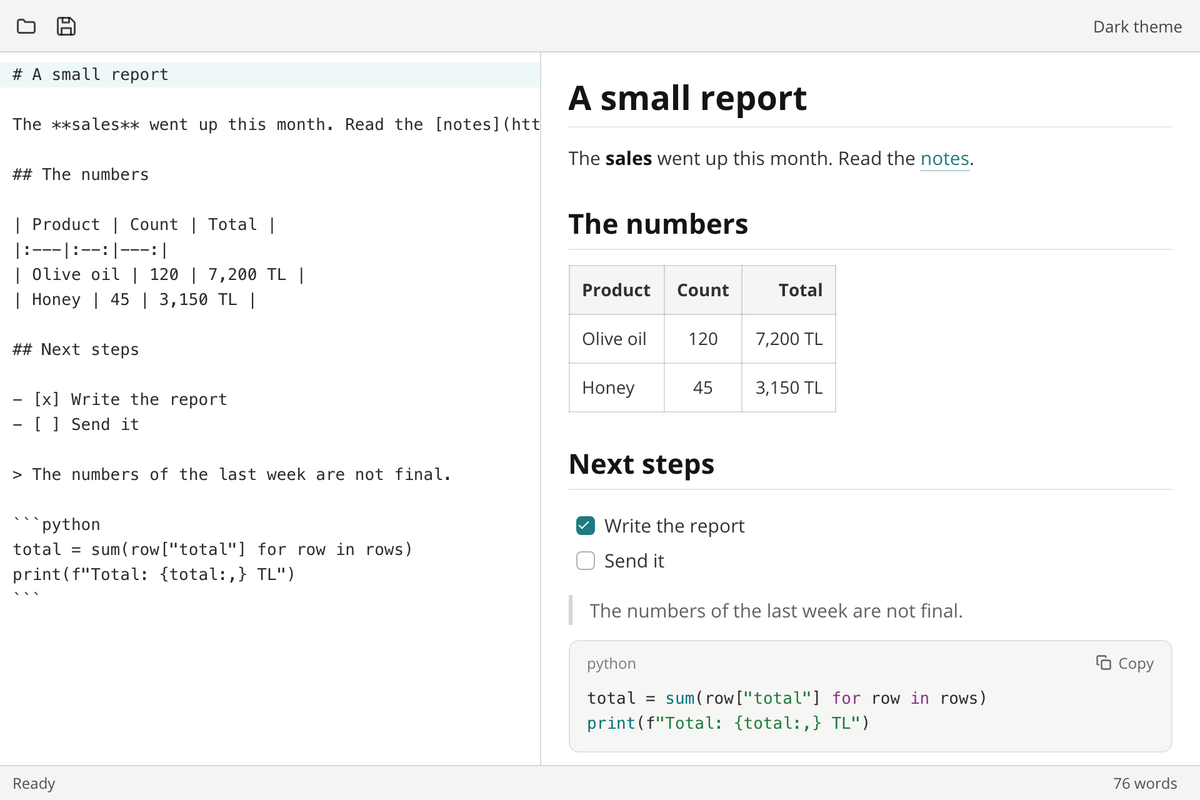 Dark theme
# A small report
The **sales** went up this month. Read the [notes](htt
## The numbers
| Product | Count | Total |
|:---|:--:|---:|
| Olive oil | 120 | 7,200 TL |
| Honey | 45 | 3,150 TL |
## Next steps
- [x] Write the report
- [ ] Send it
> The numbers of the last week are not final.
```python
total = sum(row["total"] for row in rows)
print(f"Total: {total:,} TL")
```
A small report
The sales went up this month. Read the notes.
The numbers
Product Count Total
Olive oil 120 7,200 TL
Honey 45 3,150 TL
Next steps
Write the report
Send it
The numbers of the last week are not final.
python Copy
total = sum(row["total"] for row in rows)
print(f"Total: {total:,} TL")
Ready 76 words